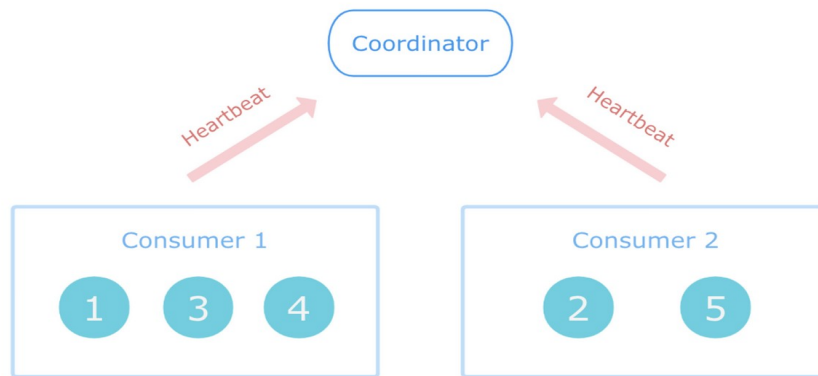 Coordinator
Heartbeat
Heartbeat
Consumer 1
1 3 4
Consumer 2
2 5